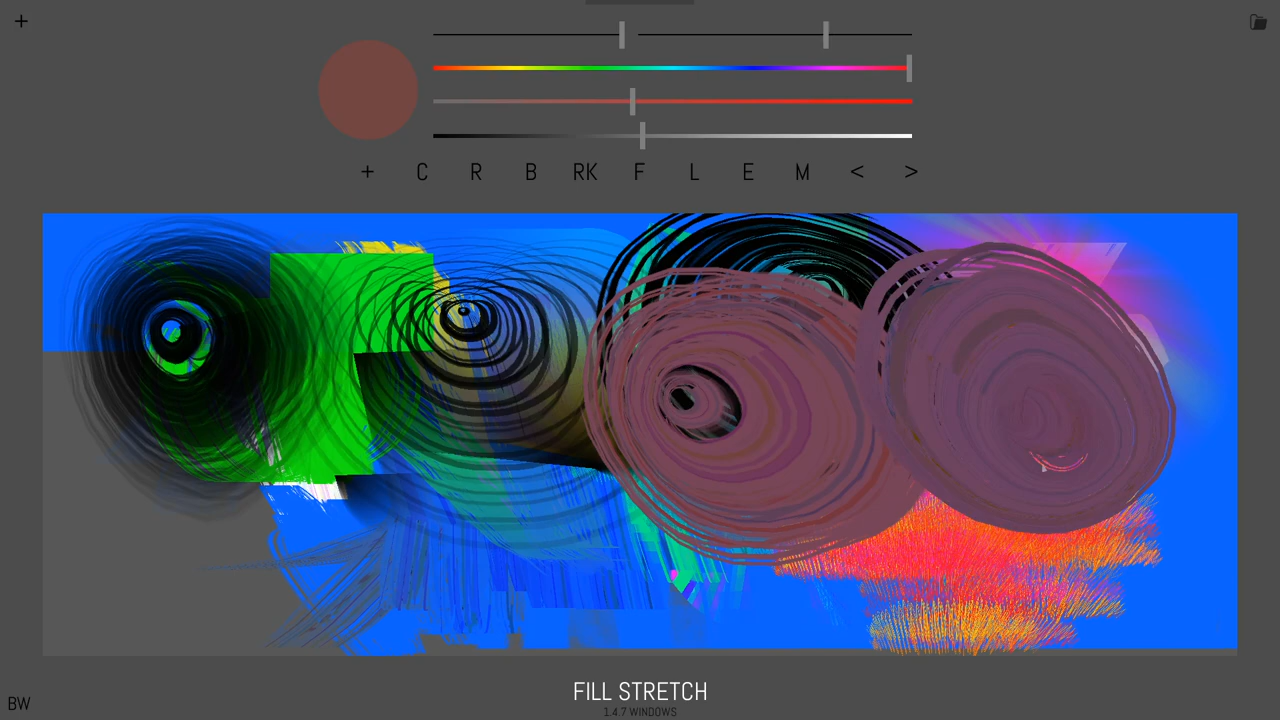 +
+ C R B RK F L E M < >
FILL STRETCH
BW
1.4.7 WINDOWS